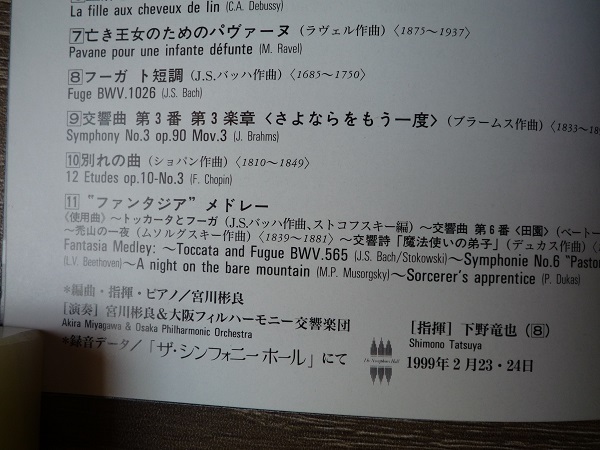 La fille aux cheveux de lin (C.A. Debussy)
7 亡き王女のためのパヴァーヌ (ラヴェル作曲) 〈1875~1937〉
Pavane pour une infante défunte (M. Ravel)
8 フーガ ト短調 (J.S.バッハ作曲) 〈1685~1750〉
Fuge BWV.1026 (J.S. Bach)
9 交響曲 第3番 第3楽章〈さよならをもう一度〉 (ブラームス作曲) 〈1833~189
Symphony No.3 op.90 Mov.3 (J. Brahms)
10 別れの曲 (ショパン作曲) 〈1810~1849〉
12 Etudes op.10-No.3 (F. Chopin)
11 "ファンタジア" メドレー
〈使用曲〉~トッカータとフーガ (J.S.バッハ作曲、ストコフスキー編) ~交響曲 第6番〈田園〉 (ベートー
~禿山の一夜 (ムソルグスキー作曲) 〈1839~1881〉 ~交響詩「魔法使いの弟子」 (デュカス作曲)
Fantasia Medley: ~Toccata and Fugue BWV.565 (J.S. Bach/Stokowski) ~Symphonie No.6 "Pastor
(L.V. Beethoven) ~A night on the bare mountain (M.P. Musorgsky) ~Sorcerer's apprentice (P. Dukas)
*編曲・指揮・ピアノ/宮川彬良
[演奏] 宮川彬良&大阪フィルハーモニー交響楽団 [指揮] 下野竜也 (8)
Akira Miyagawa & Osaka Philharmonic Orchestra Shimono Tatsuya
*録音データ/「ザ・シンフォニーホール」にて The Symphony Hall 1999年2月23・24日